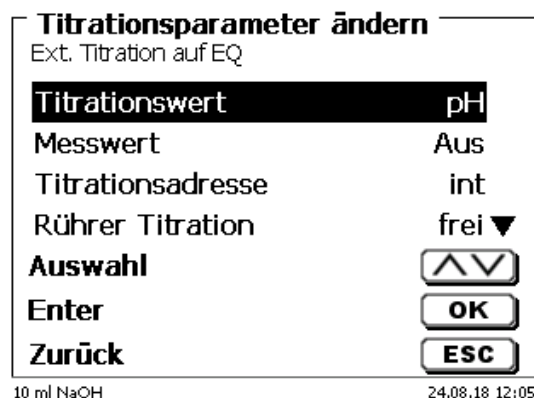 Titrationsparameter ändern
Ext. Titration auf EQ
Titrationswert pH
Messwert Aus
Titrationsadresse int
Rührer Titration frei ▼
Auswahl
Enter OK
Zurück ESC
10 ml NaOH 24.08.18 12:05